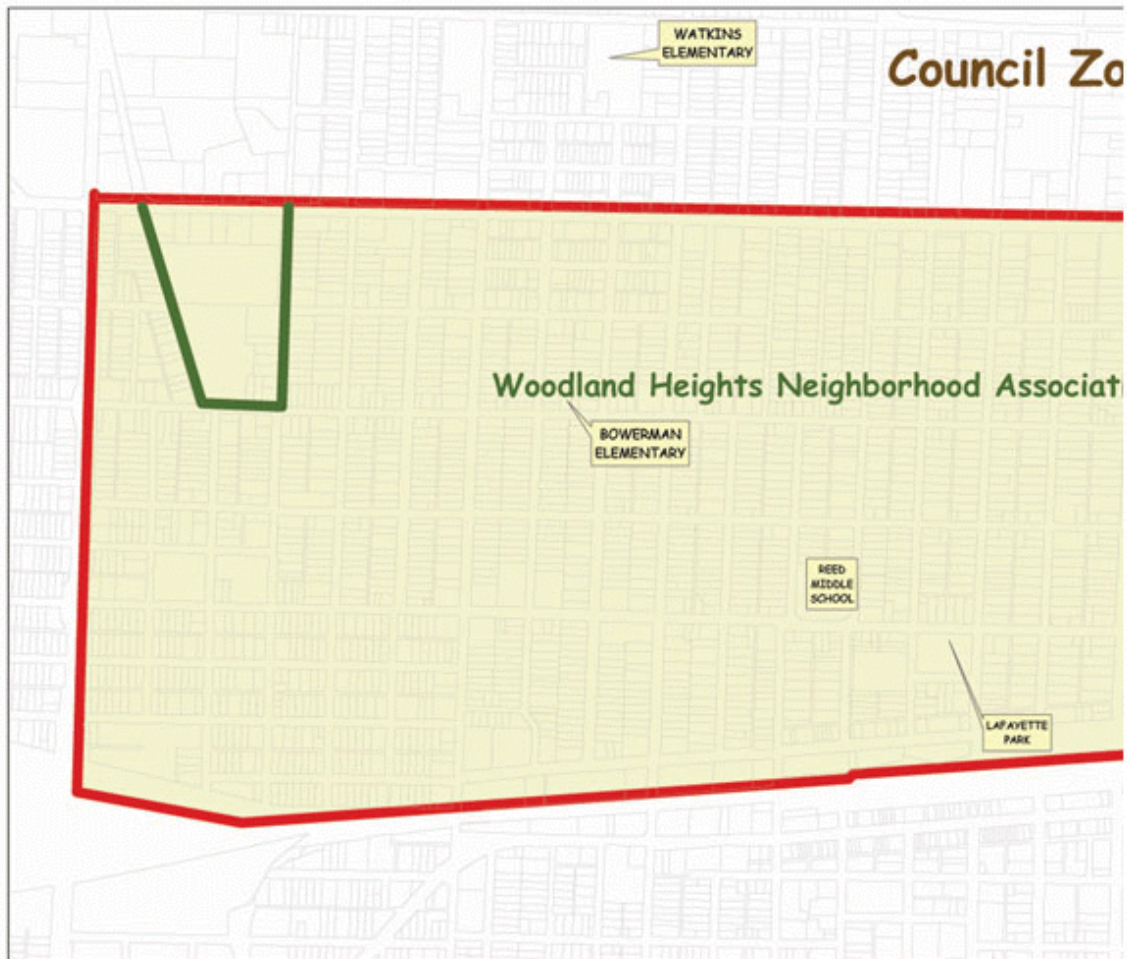 WATKINS
ELEMENTARY
Council Zo
Woodland Heights Neighborhood Associat
BOWERMAN
ELEMENTARY
REED
MIDDLE
SCHOOL
LAFAYETTE
PARK